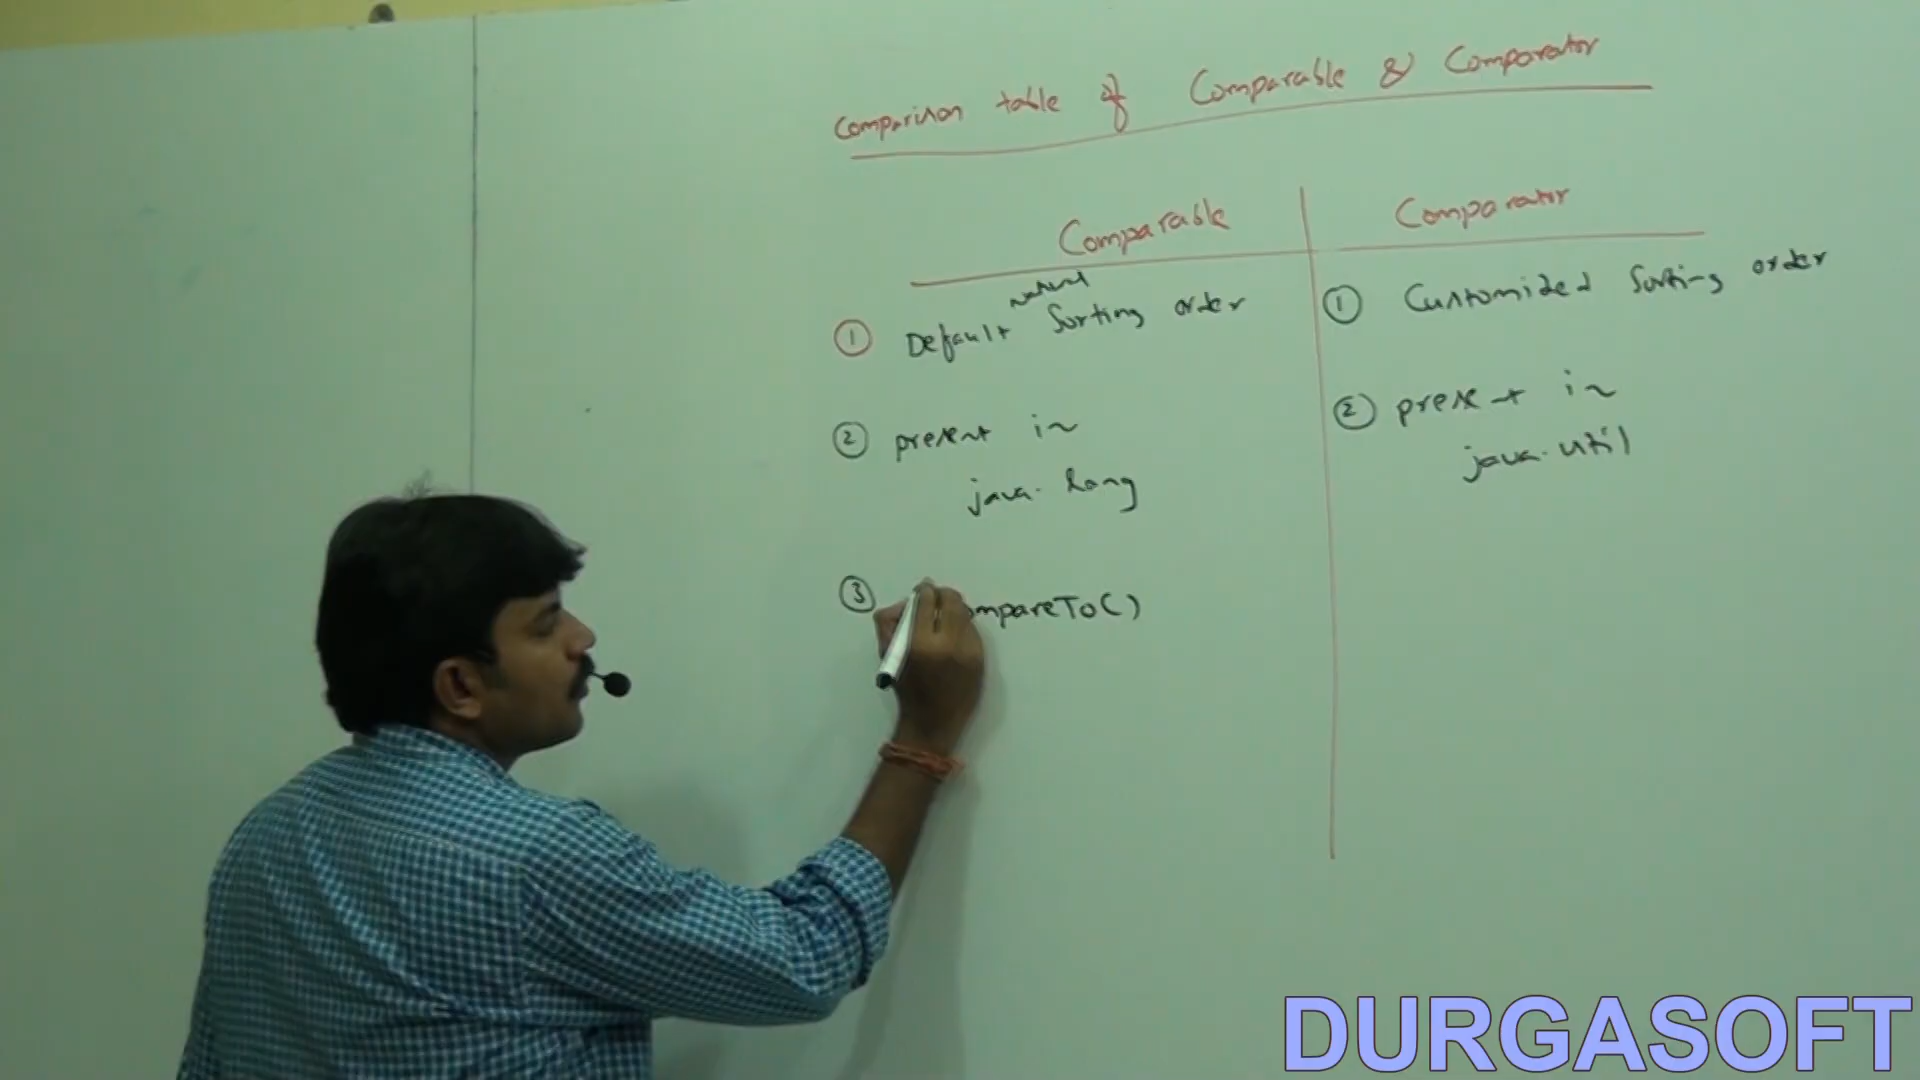 Comparison table of Comparable & Comparator
Comparable
Comparator
natural
① Default Sorting order
② present in
java.lang
③ ompareTo()
① Customized Sorting order
② present in
java.util
DURGASOFT